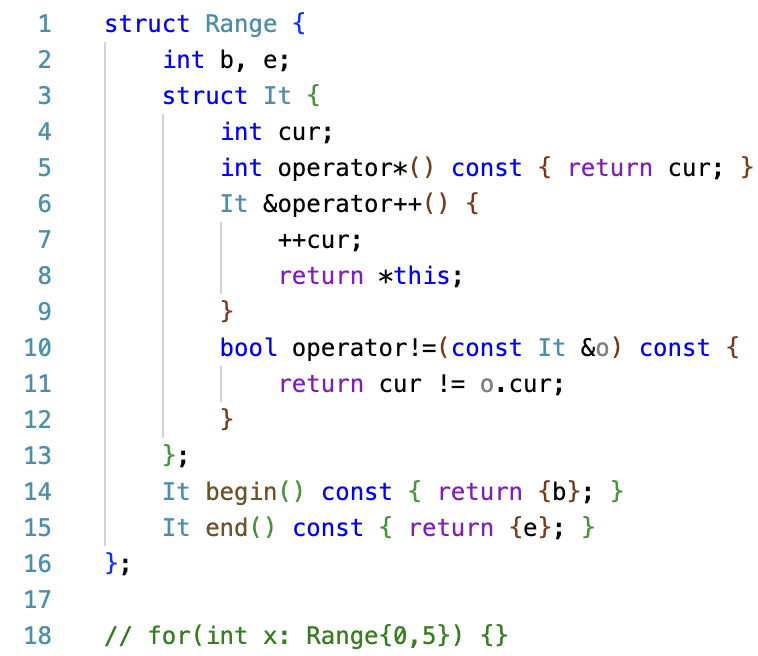 1 struct Range {
2     int b, e;
3     struct It {
4         int cur;
5         int operator*() const { return cur; }
6         It &operator++() {
7             ++cur;
8             return *this;
9         }
10         bool operator!=(const It &o) const {
11             return cur != o.cur;
12         }
13     };
14     It begin() const { return {b}; }
15     It end() const { return {e}; }
16 };
17
18 // for(int x: Range{0,5}) {}